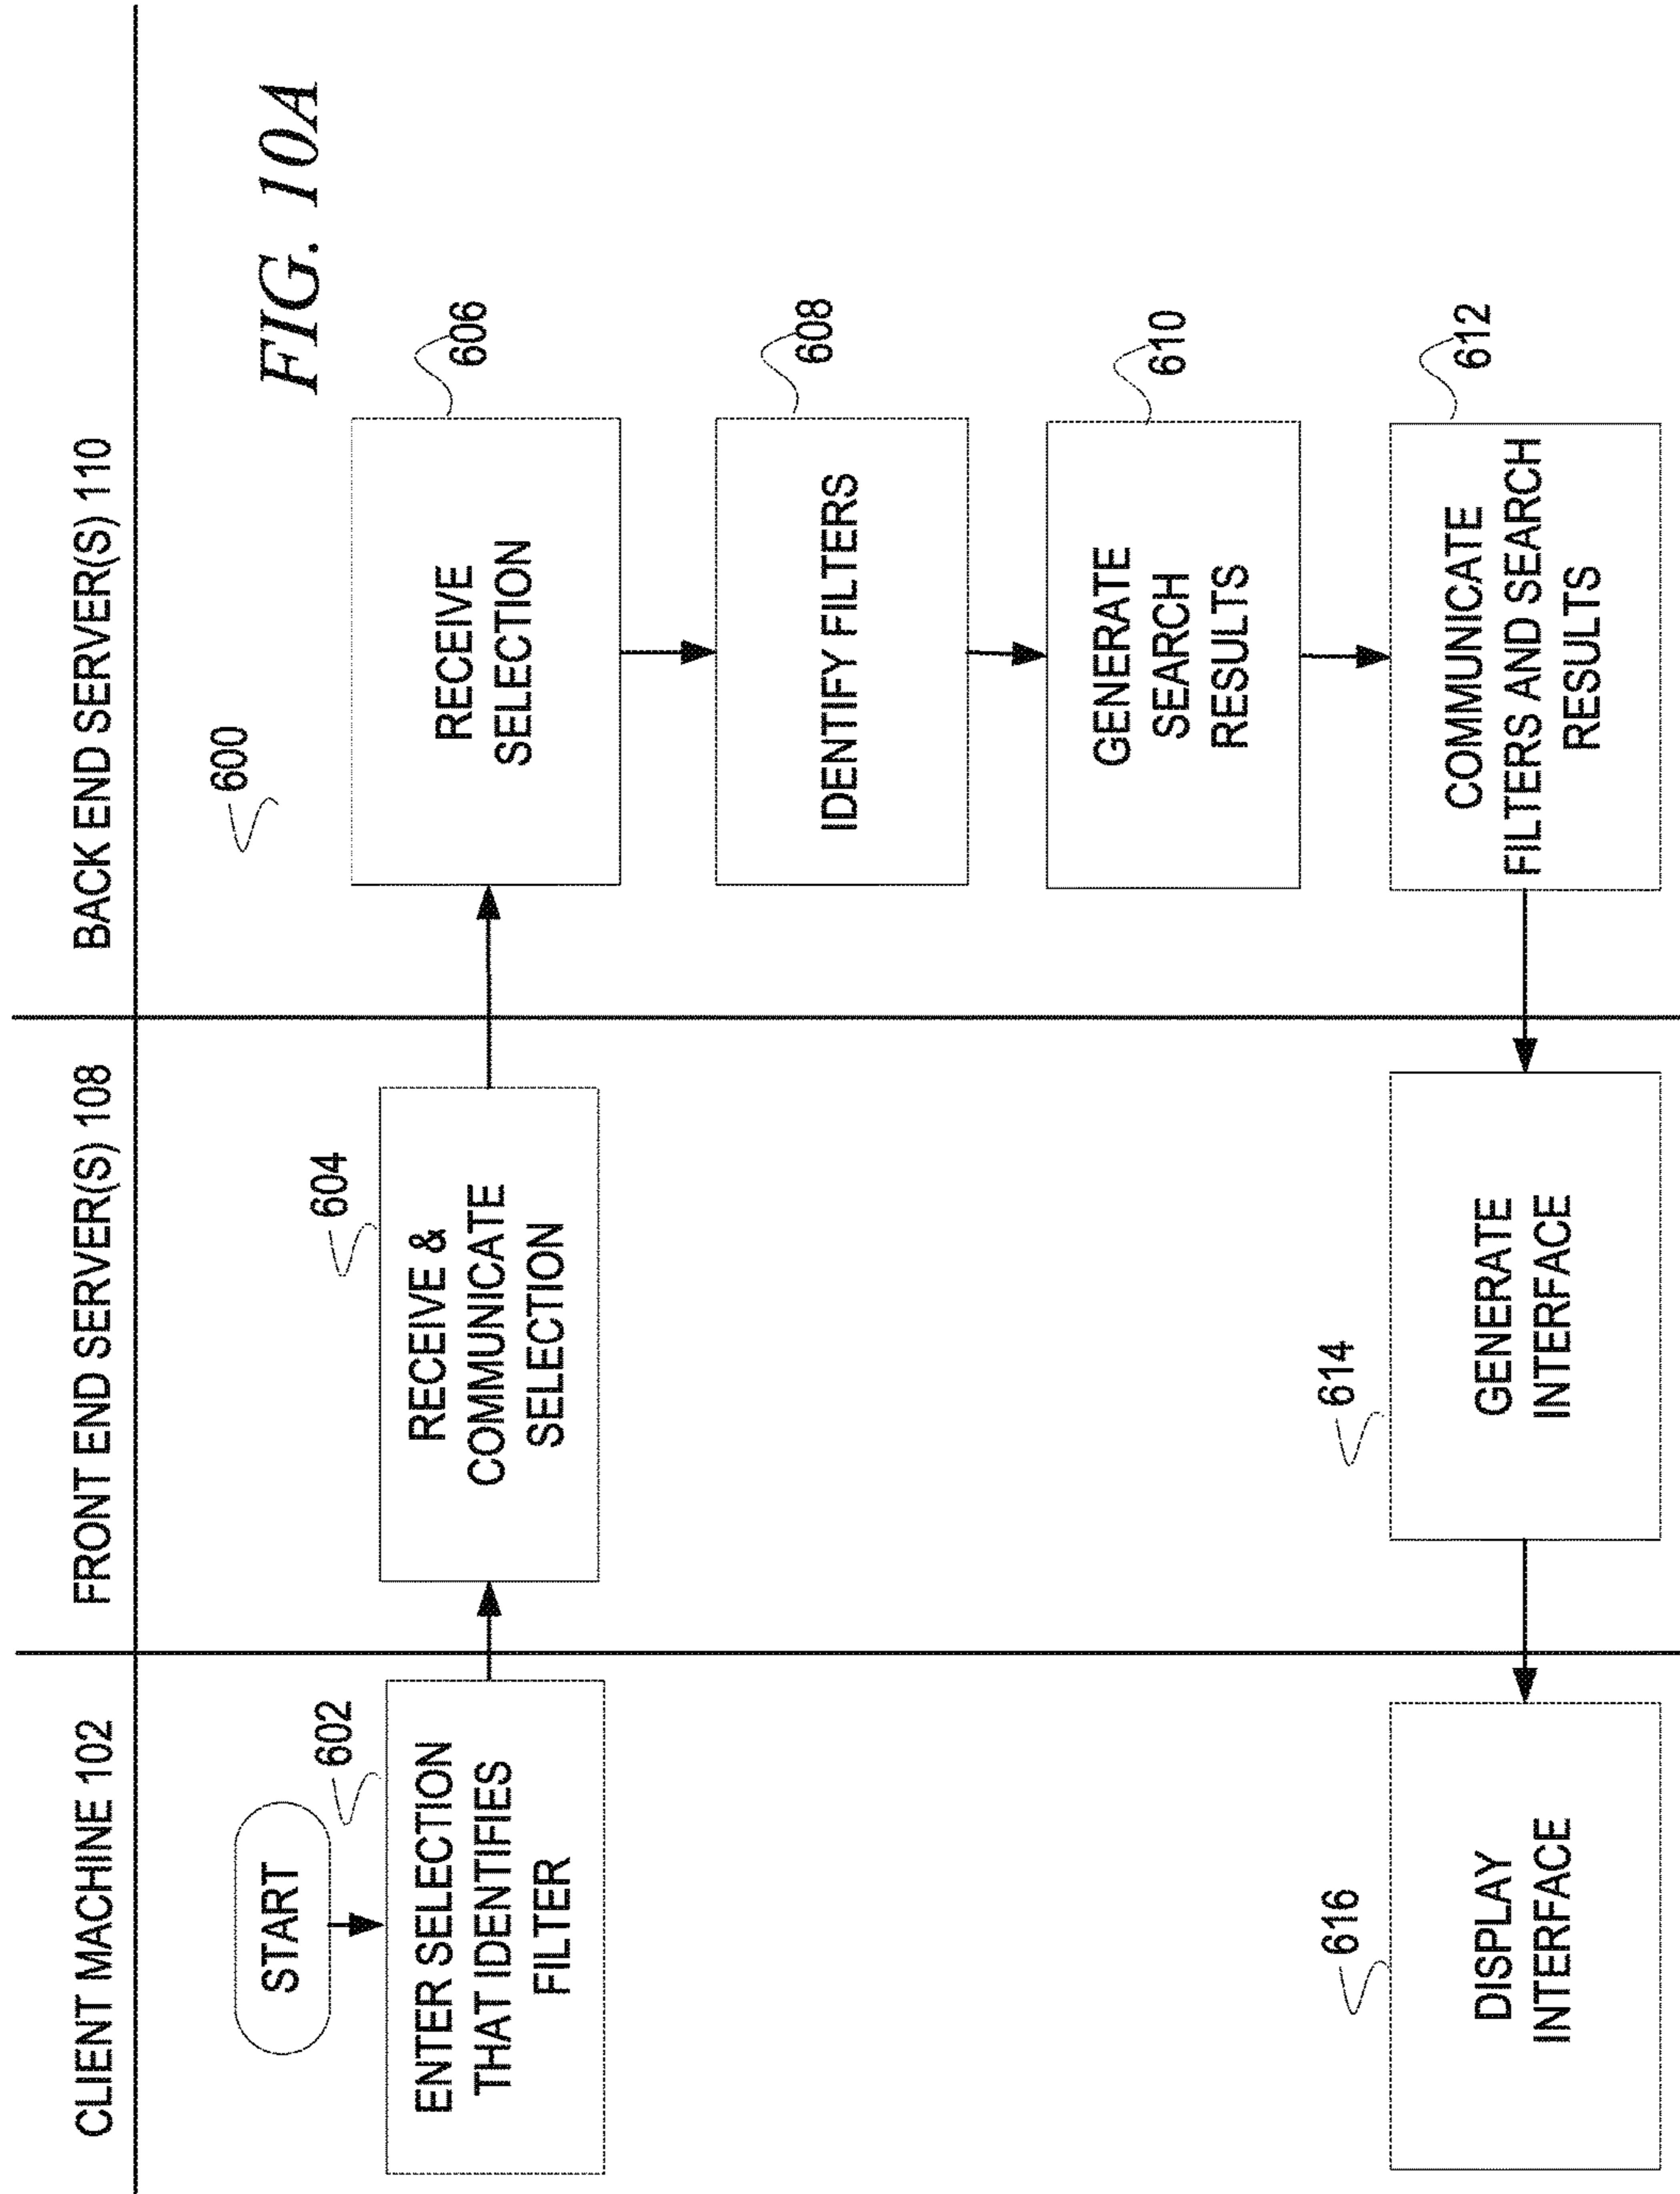 CLIENT MACHINE 102
FRONT END SERVER(S) 108
BACK END SERVER(S) 110
FIG. 10A
600
START
602
ENTER SELECTION
THAT IDENTIFIES
FILTER
604
RECEIVE &
COMMUNICATE
SELECTION
606
RECEIVE
SELECTION
608
IDENTIFY FILTERS
610
GENERATE
SEARCH
RESULTS
612
COMMUNICATE
FILTERS AND SEARCH
RESULTS
614
GENERATE
INTERFACE
616
DISPLAY
INTERFACE